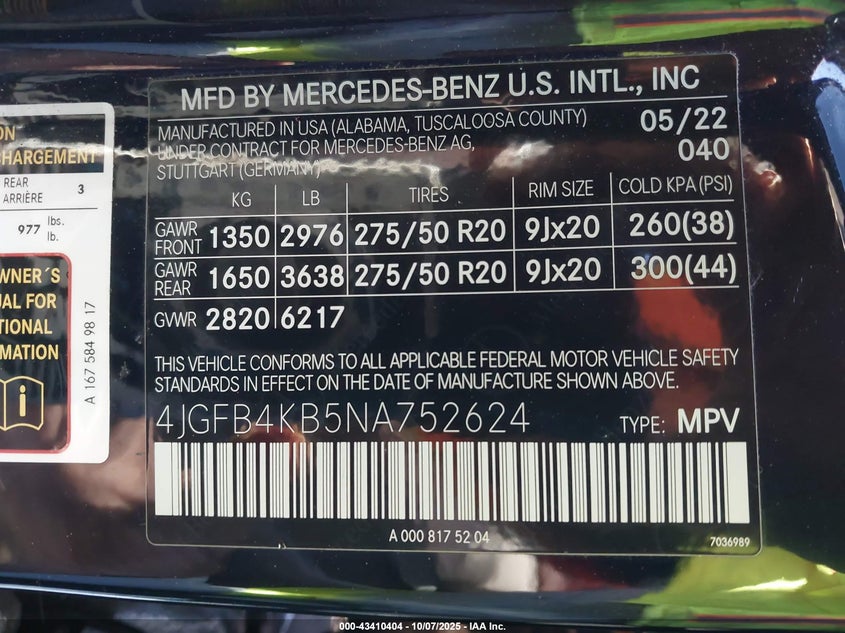 ON
CHARGEMENT
REAR
ARRIÈRE
3
977 lbs.
lb.
WNER´S
UAL FOR
TIONAL
RMATION
A 167 584 98 17
MFD BY MERCEDES-BENZ U.S. INTL., INC
MANUFACTURED IN USA (ALABAMA, TUSCALOOSA COUNTY) 05/22
UNDER CONTRACT FOR MERCEDES-BENZ AG, 040
STUTTGART (GERMANY)
KG LB TIRES RIM SIZE COLD KPA (PSI)
GAWR FRONT 1350 2976 275/50 R20 9Jx20 260(38)
GAWR REAR 1650 3638 275/50 R20 9Jx20 300(44)
GVWR 2820 6217
THIS VEHICLE CONFORMS TO ALL APPLICABLE FEDERAL MOTOR VEHICLE SAFETY
STANDARDS IN EFFECT ON THE DATE OF MANUFACTURE SHOWN ABOVE.
4JGFB4KB5NA752624 TYPE: MPV
A 000 817 52 04
7036989
000-43410404 - 10/07/2025 - IAA Inc.